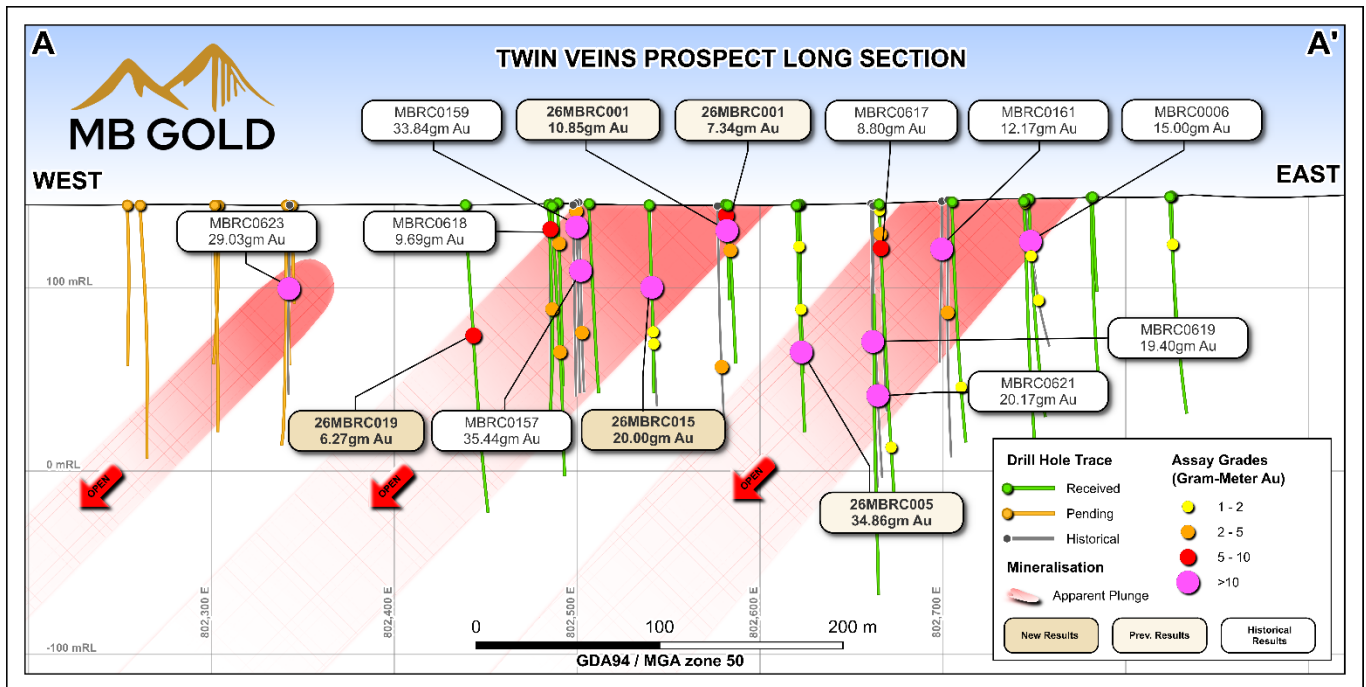 A
TWIN VEINS PROSPECT LONG SECTION
A'
MB GOLD
WEST
EAST
MBRC0159
33.84gm Au
26MBRC001
10.85gm Au
26MBRC001
7.34gm Au
MBRC0617
8.80gm Au
MBRC0161
12.17gm Au
MBRC0006
15.00gm Au
MBRC0623
29.03gm Au
MBRC0618
9.69gm Au
100 mRL
MBRC0619
19.40gm Au
MBRC0621
20.17gm Au
26MBRC019
6.27gm Au
MBRC0157
35.44gm Au
26MBRC015
20.00gm Au
0 mRL
OPEN
OPEN
OPEN
26MBRC005
34.86gm Au
802,300 E
802,400 E
802,500 E
802,600 E
802,700 E
-100 mRL
0
100
200 m
GDA94 / MGA zone 50
Drill Hole Trace
Received
Pending
Historical
Mineralisation
Apparent Plunge
Assay Grades
(Gram-Meter Au)
1 - 2
2 - 5
5 - 10
>10
New Results
Prev. Results
Historical
Results